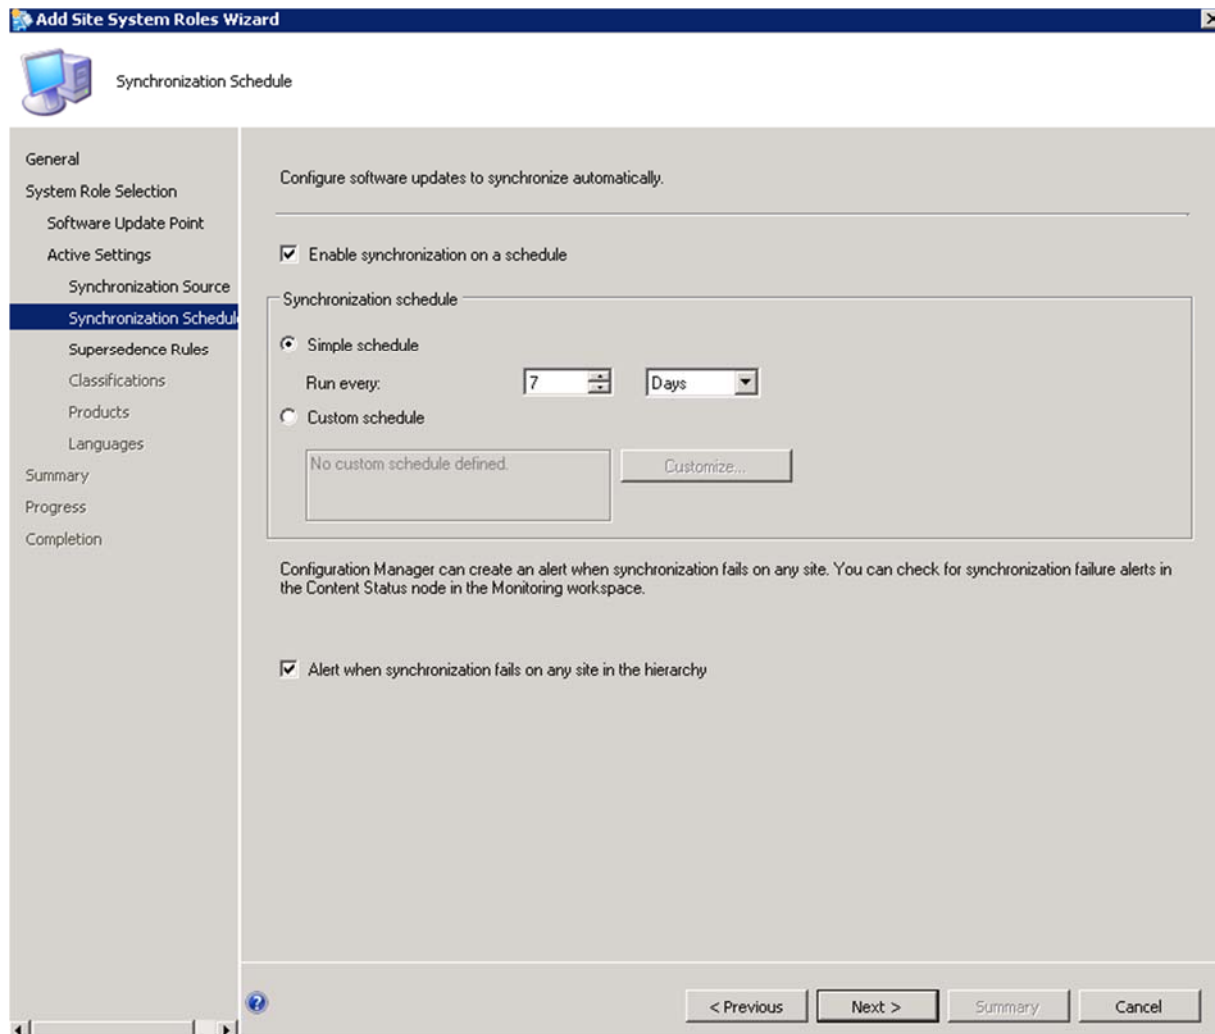 Add Site System Roles Wizard
Synchronization Schedule
General
System Role Selection
Software Update Point
Active Settings
Synchronization Source
Synchronization Schedule
Supersedence Rules
Classifications
Products
Languages
Summary
Progress
Completion
Configure software updates to synchronize automatically.
Enable synchronization on a schedule
Synchronization schedule
Simple schedule
Run every: 7 Days
Custom schedule
No custom schedule defined. Customize...
Configuration Manager can create an alert when synchronization fails on any site. You can check for synchronization failure alerts in
the Content Status node in the Monitoring workspace.
Alert when synchronization fails on any site in the hierarchy
< Previous Next > Summary Cancel